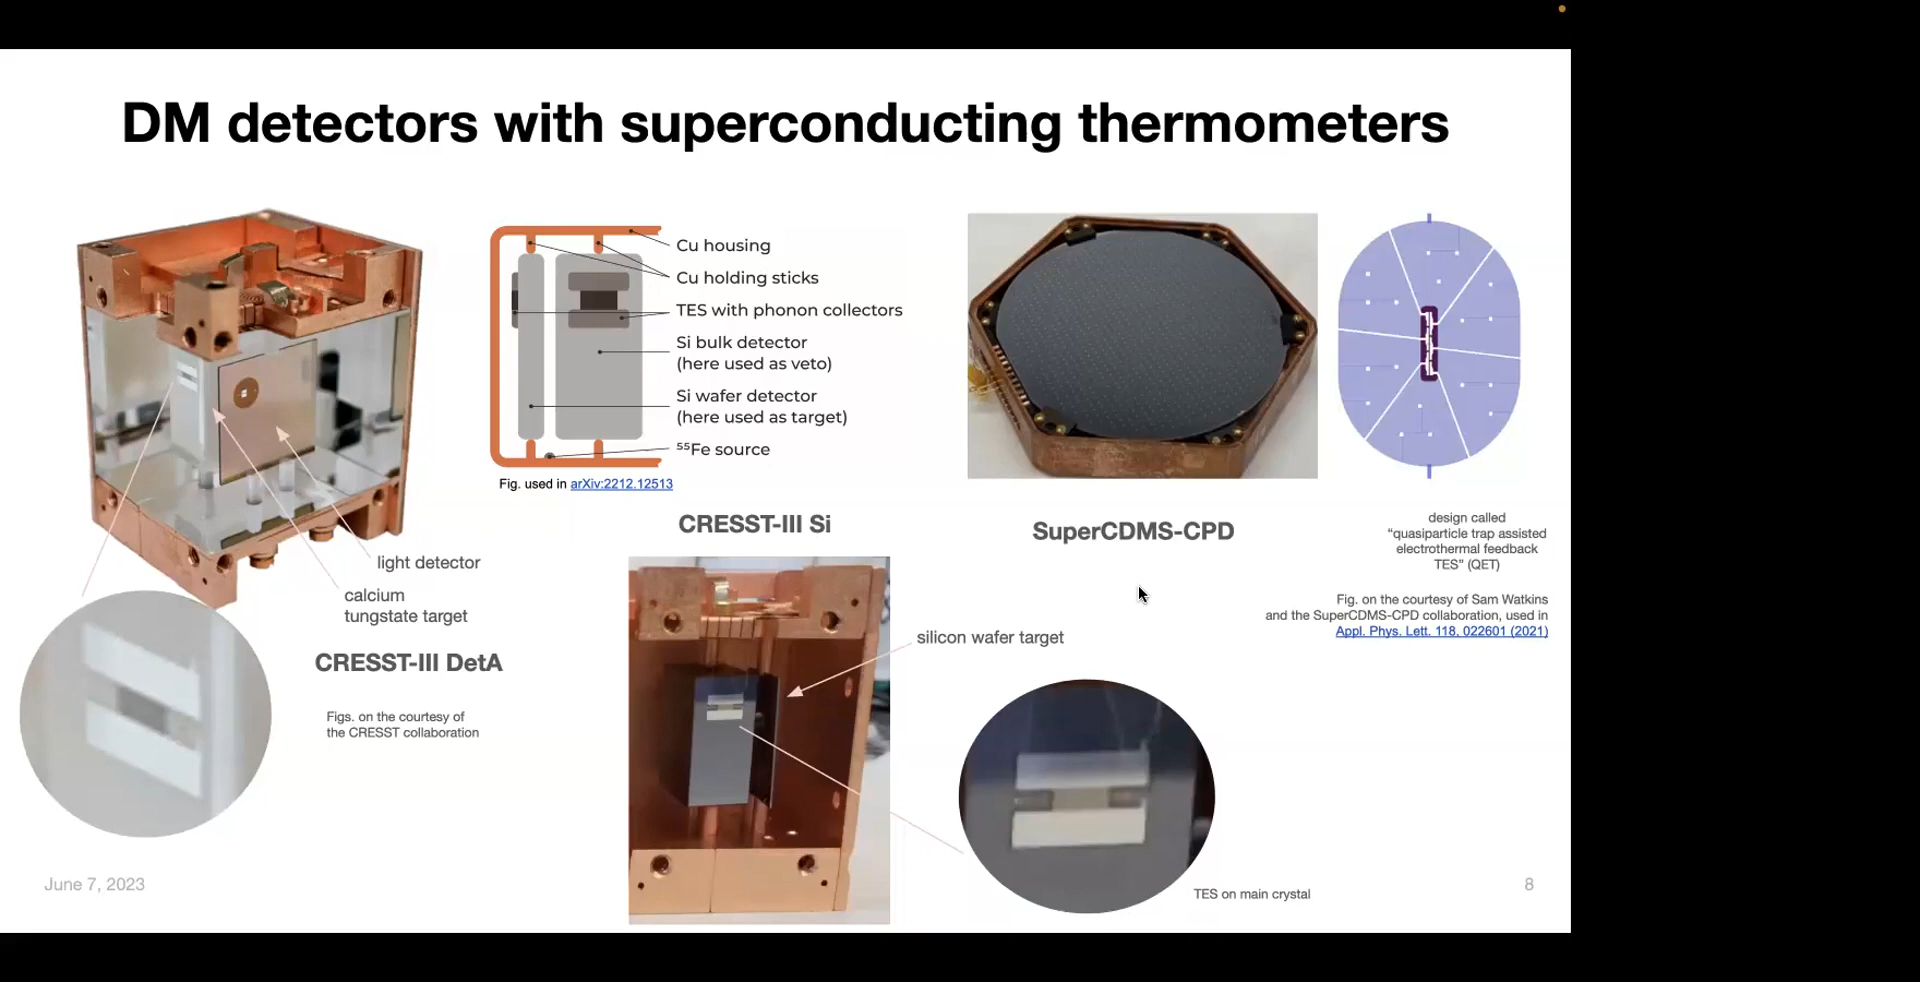 DM detectors with superconducting thermometers
Cu housing
Cu holding sticks
TES with phonon collectors
Si bulk detector
(here used as veto)
Si wafer detector
(here used as target)
⁵⁵Fe source
Fig. used in arXiv:2212.12513
CRESST-III Si
light detector
calcium
tungstate target
CRESST-III DetA
Figs. on the courtesy of
the CRESST collaboration
silicon wafer target
TES on main crystal
SuperCDMS-CPD
design called
“quasiparticle trap assisted
electrothermal feedback
TES” (QET)
Fig. on the courtesy of Sam Watkins
and the SuperCDMS-CPD collaboration, used in
Appl. Phys. Lett. 118, 022601 (2021)
June 7, 2023
8